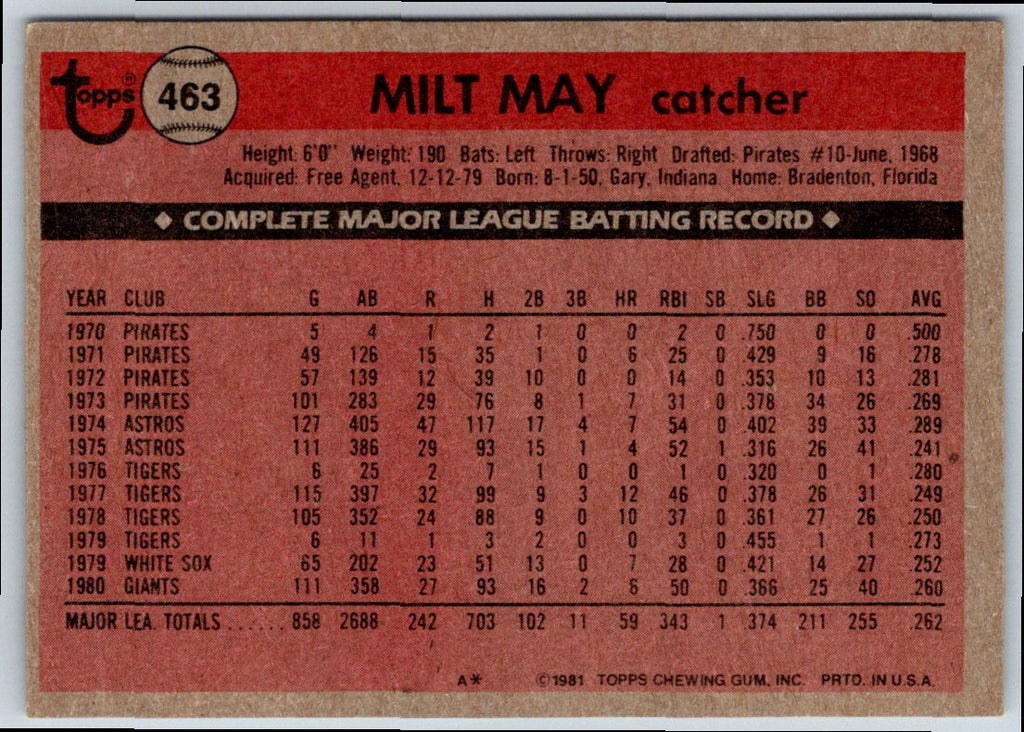 Topps® 463 MILT MAY catcher
Height: 6'0" Weight: 190 Bats: Left Throws: Right Drafted: Pirates #10-June, 1968
Acquired: Free Agent, 12-12-79 Born: 8-1-50, Gary, Indiana Home: Bradenton, Florida
◆ COMPLETE MAJOR LEAGUE BATTING RECORD ◆
YEAR CLUB G AB R H 2B 3B HR RBI SB SLG BB SO AVG
1970 PIRATES 5 4 1 2 1 0 0 2 0 .750 0 0 .500
1971 PIRATES 49 126 15 35 1 0 6 25 0 .429 9 16 .278
1972 PIRATES 57 139 12 39 10 0 0 14 0 .353 10 13 .281
1973 PIRATES 101 283 29 76 8 1 7 31 0 .378 34 26 .269
1974 ASTROS 127 405 47 117 17 4 7 54 0 .402 39 33 .289
1975 ASTROS 111 386 29 93 15 1 4 52 1 .316 26 41 .241
1976 TIGERS 6 25 2 7 1 0 0 1 0 .320 0 1 .280
1977 TIGERS 115 397 32 99 9 3 12 46 0 .378 26 31 .249
1978 TIGERS 105 352 24 88 9 0 10 37 0 .361 27 26 .250
1979 TIGERS 6 11 1 3 2 0 0 3 0 .455 1 1 .273
1979 WHITE SOX 65 202 23 51 13 0 7 28 0 .421 14 27 .252
1980 GIANTS 111 358 27 93 16 2 6 50 0 .366 25 40 .260
MAJOR LEA. TOTALS ...... 858 2688 242 703 102 11 59 343 1 .374 211 255 .262
A* ©1981 TOPPS CHEWING GUM, INC. PRTD. IN U.S.A.